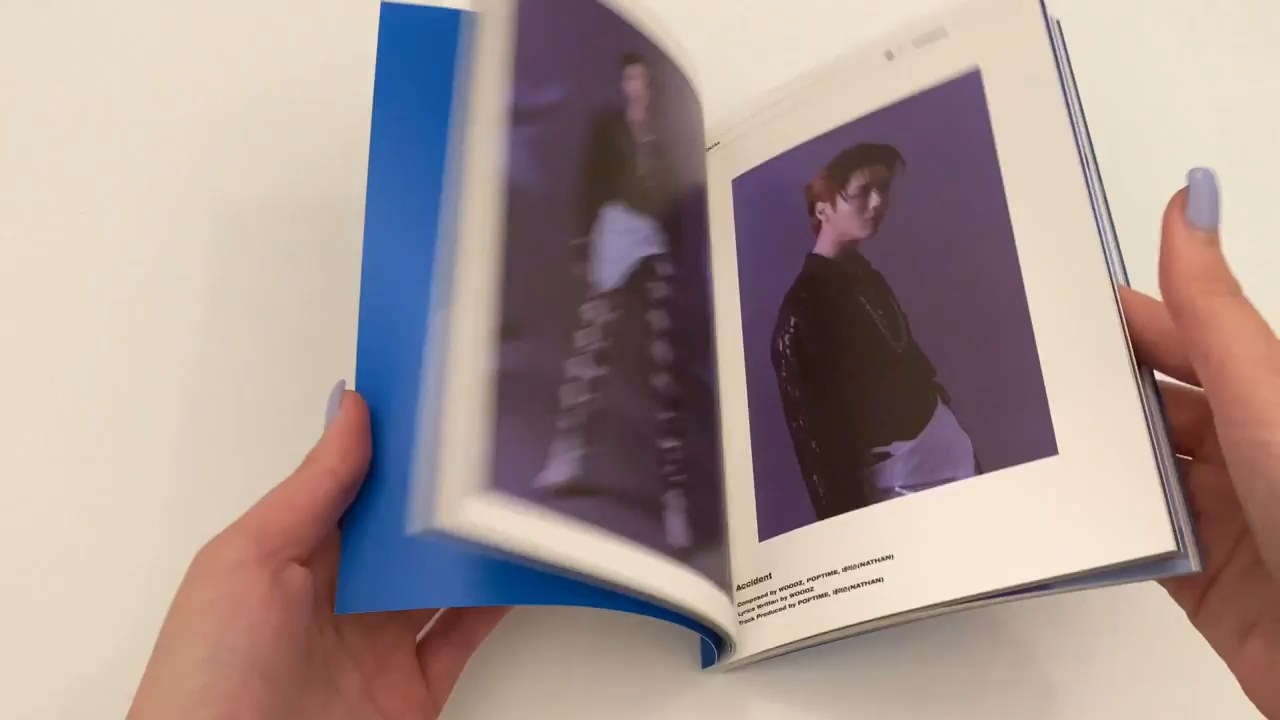 Accident
Composed by WOODZ, POPTIME, 네이슨(NATHAN)
Lyrics Written by WOODZ
Track Produced by POPTIME, 네이슨(NATHAN)